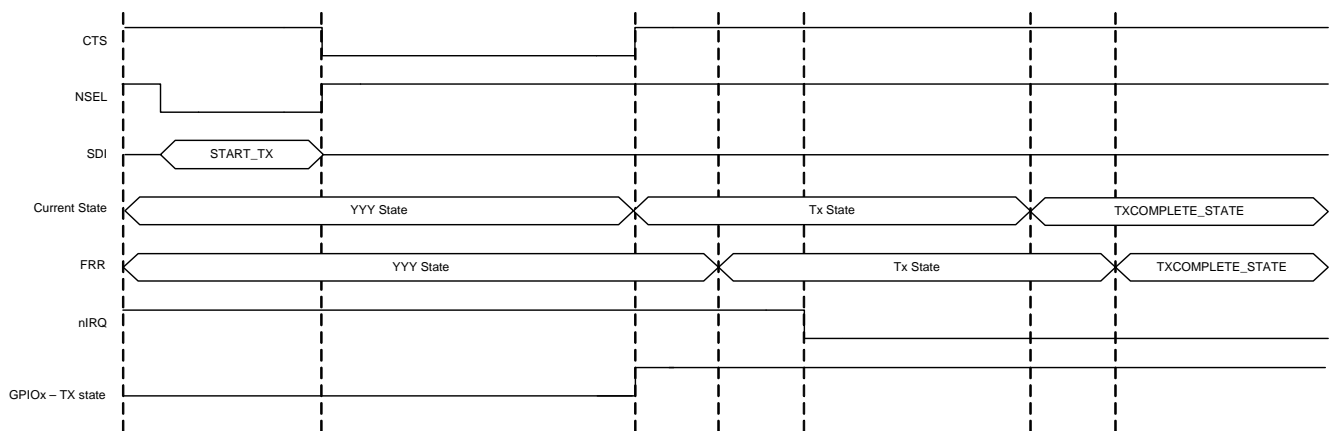 CTS
NSEL
SDI
START_TX
Current State
YYY State
Tx State
TXCOMPLETE_STATE
FRR
YYY State
Tx State
TXCOMPLETE_STATE
nIRQ
GPIOx – TX state